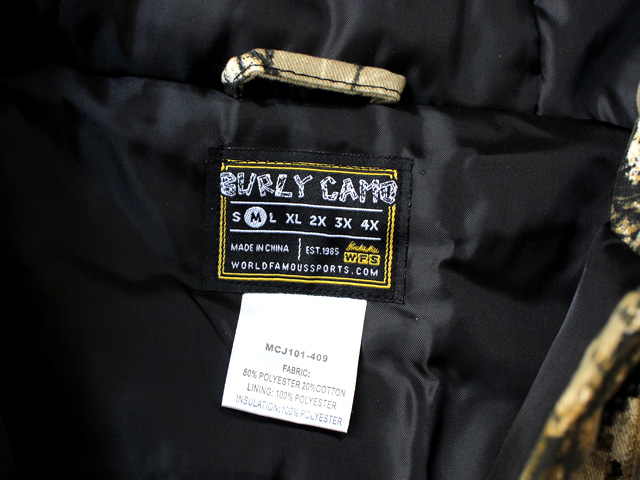 BURLY CAMO
S M L XL 2X 3X 4X
MADE IN CHINA EST.1985 WFS
WORLDFAMOUSSPORTS.COM
MCJ101-409
FABRIC:
80% POLYESTER 20%COTTON
LINING: 100% POLYESTER
INSULATION:100% POLYESTER